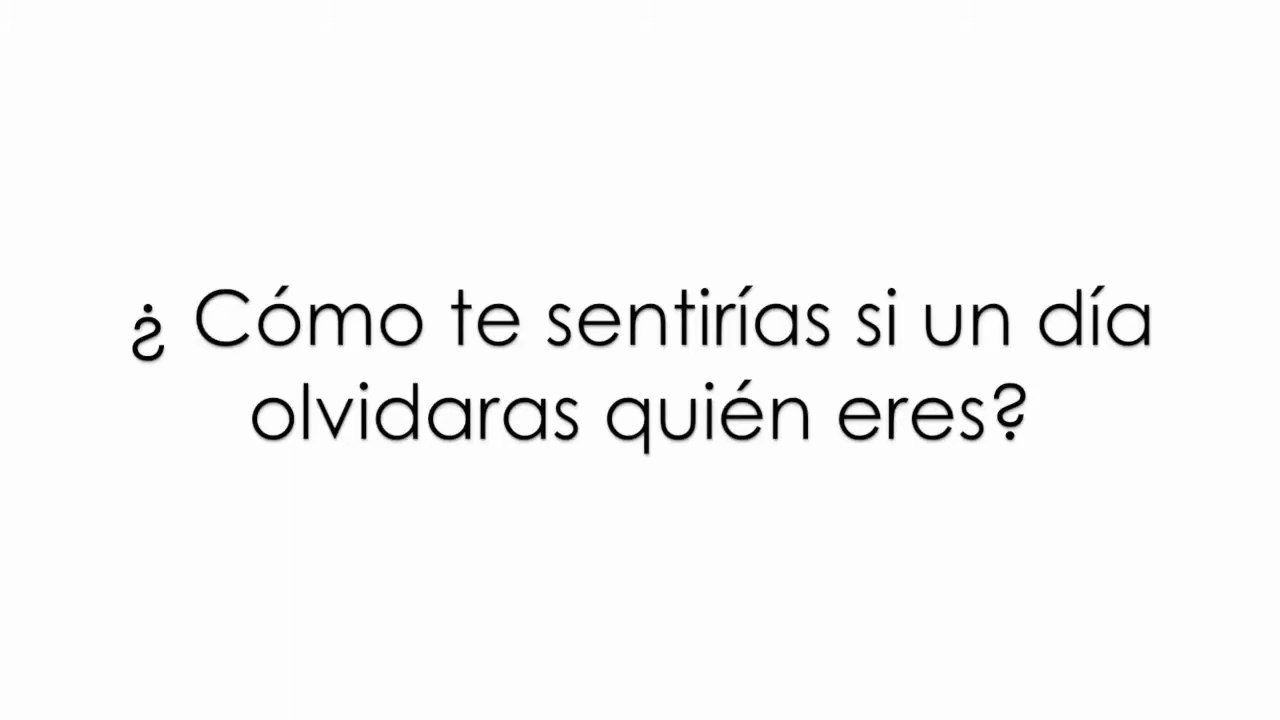 ¿ Cómo te sentirías si un día
olvidaras quién eres?